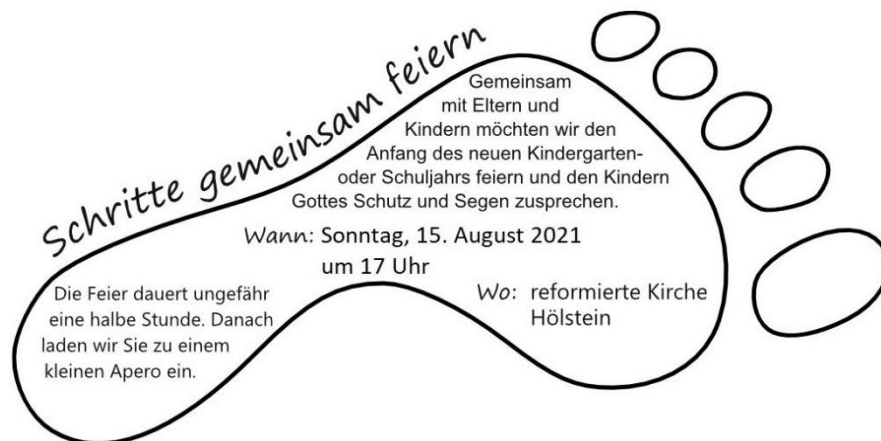 Schritte gemeinsam feiern
Gemeinsam
mit Eltern und
Kindern möchten wir den
Anfang des neuen Kindergarten-
oder Schuljahrs feiern und den Kindern
Gottes Schutz und Segen zusprechen.
Wann: Sonntag, 15. August 2021
um 17 Uhr
Wo: reformierte Kirche
Hölstein
Die Feier dauert ungefähr
eine halbe Stunde. Danach
laden wir Sie zu einem
kleinen Apero ein.